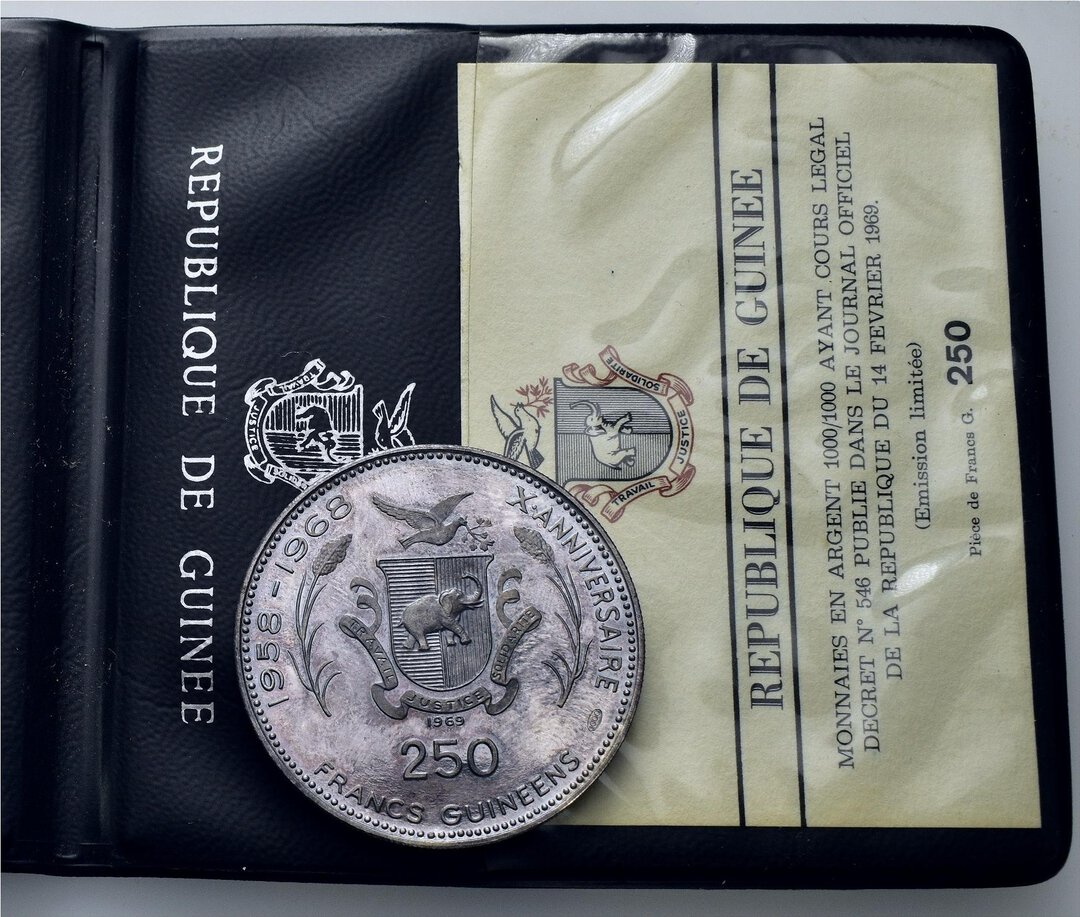 REPUBLIQUE DE GUINEE
TRAVAIL
JUSTICE
REPUBLIQUE DE GUINEE
TRAVAIL
JUSTICE
SOLIDARITE
MONNAIES EN ARGENT 1000/1000 AYANT COURS LEGAL
DECRET N° 546 PUBLIE DANS LE JOURNAL OFFICIEL
DE LA REPUBLIQUE DU 14 FEVRIER 1969.
(Emission limitée)
Pièce de Francs G. 250
1958-1968
X·ANNIVERSAIRE
TRAVAIL
JUSTICE
SOLIDARITE
1969
250
FRANCS GUINEENS